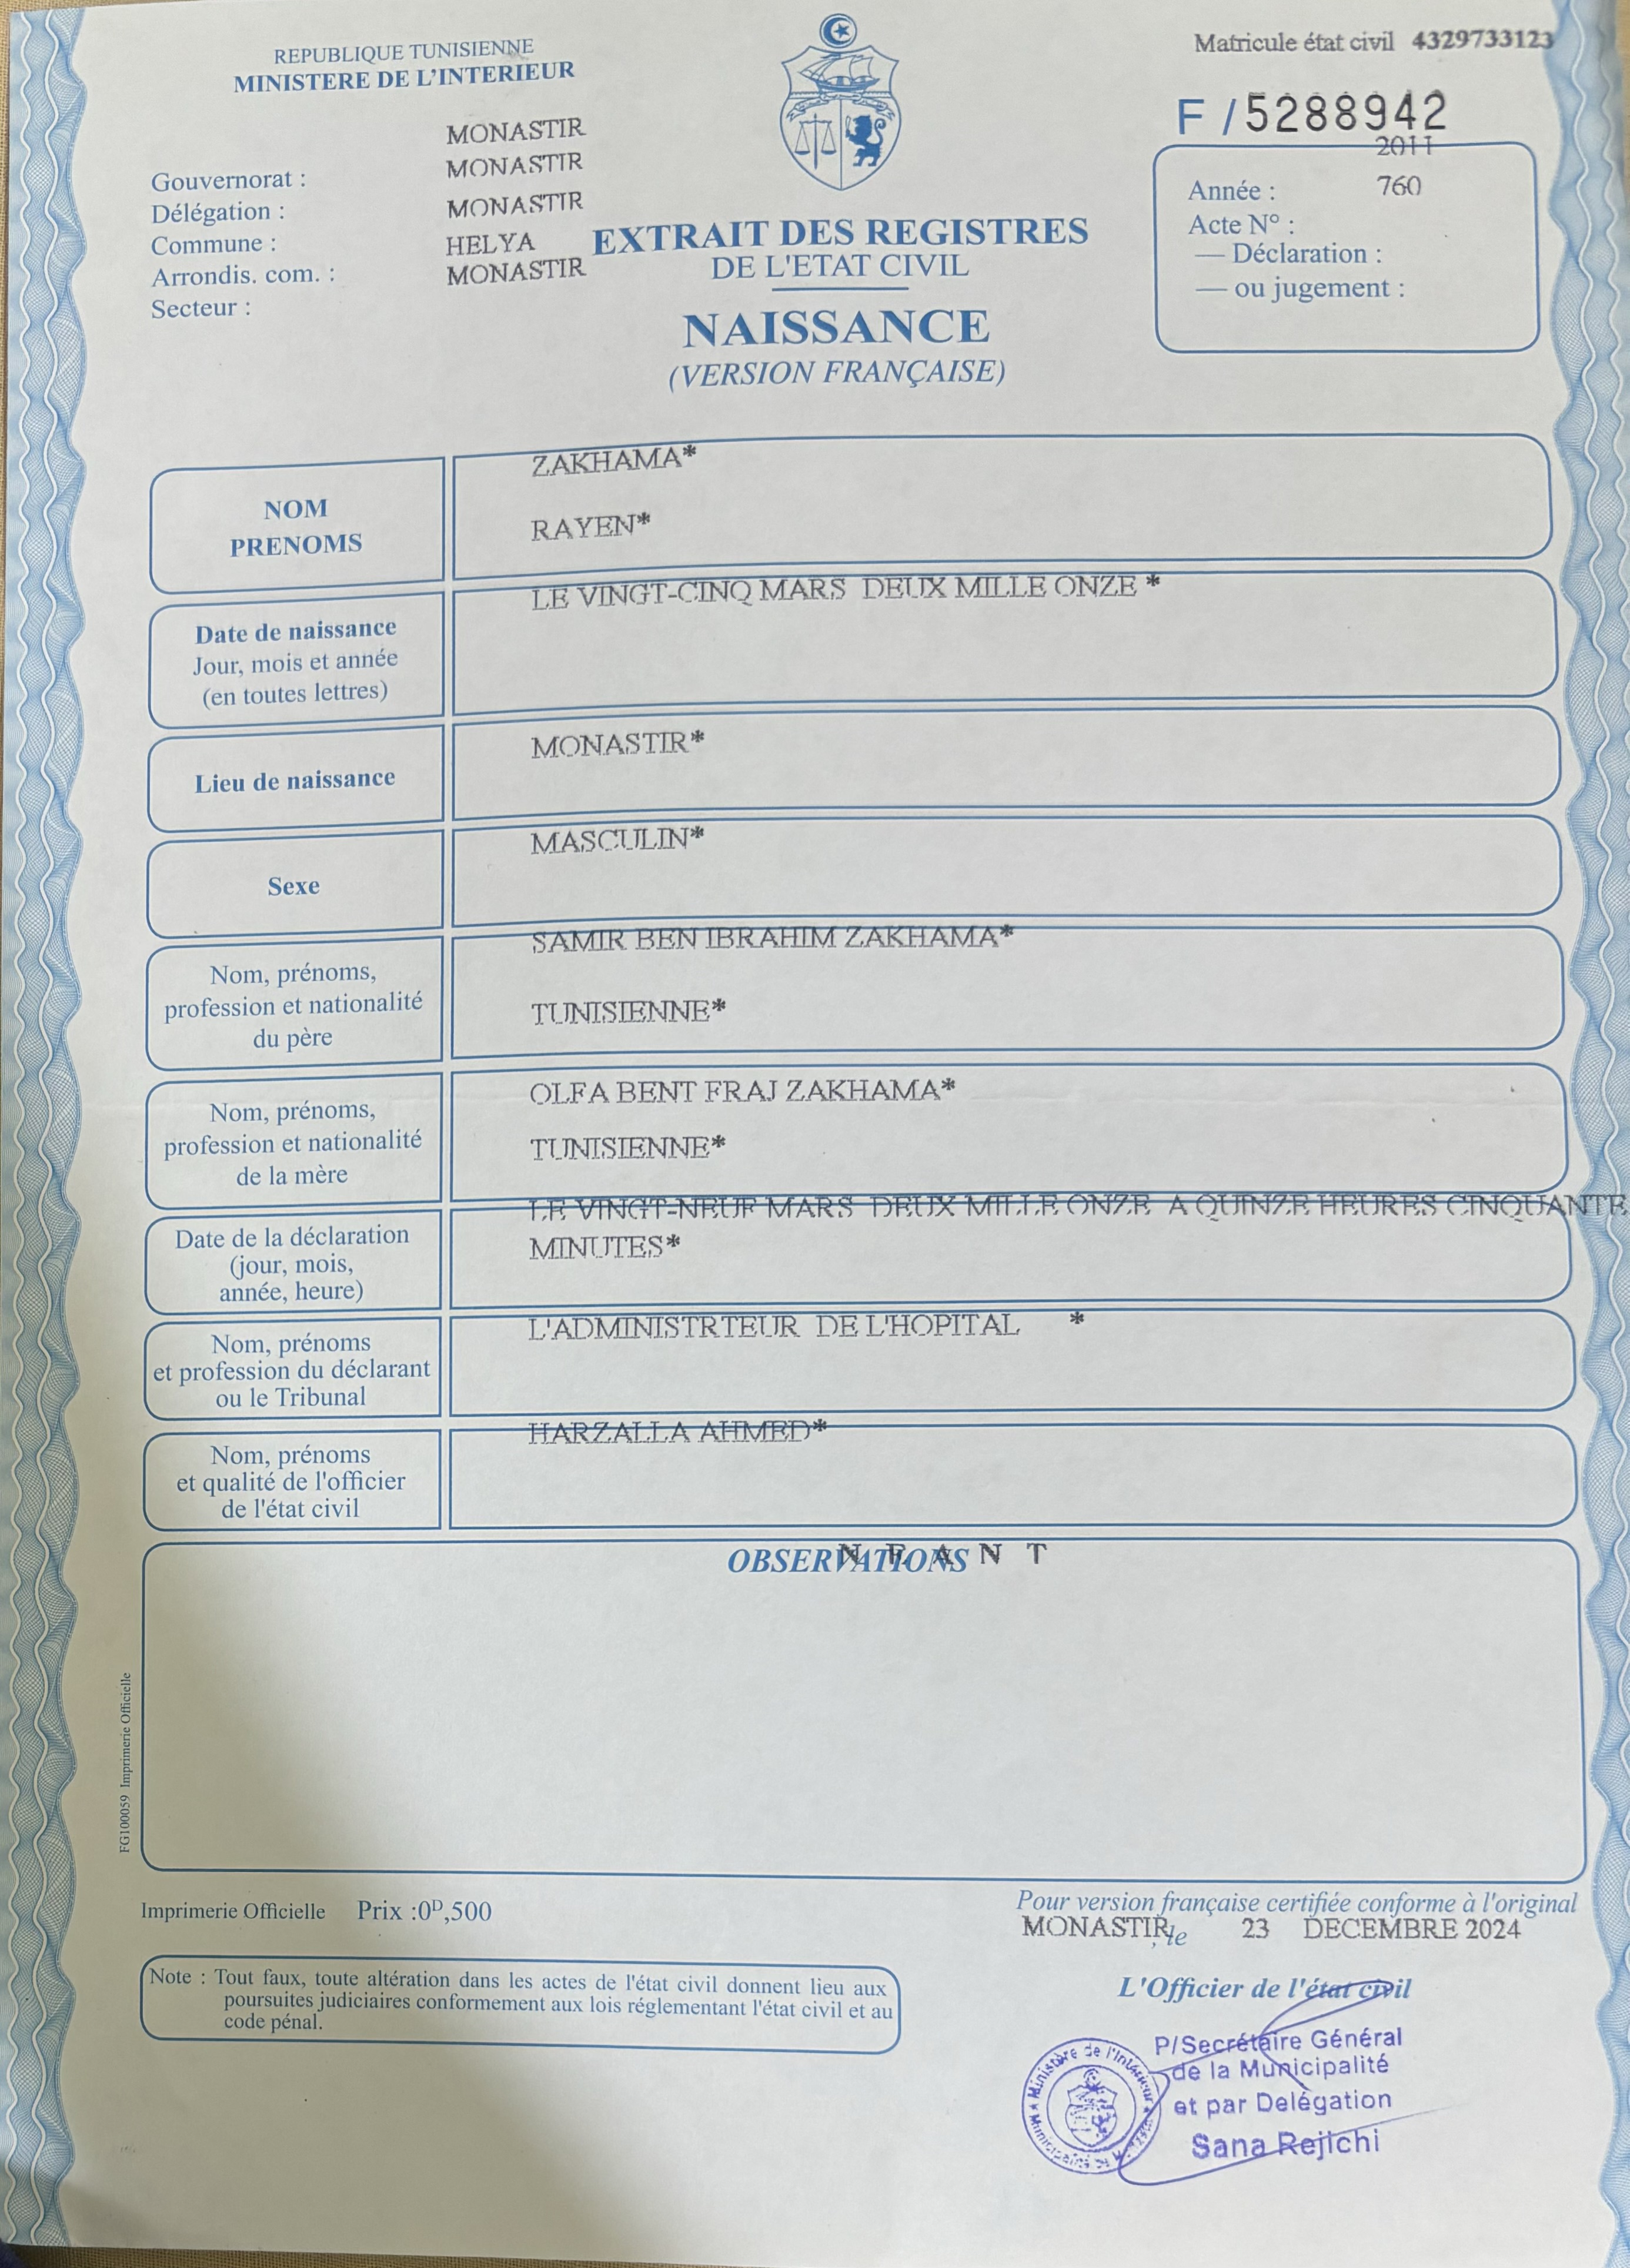 REPUBLIQUE TUNISIENNE
MINISTERE DE L'INTERIEUR
Matricule état civil 4329733123
F / 5288942
MONASTIR
MONASTIR
Gouvernorat :
Délégation : MONASTIR
Commune : HELYA
Arrondis. com. : MONASTIR
Secteur :
EXTRAIT DES REGISTRES
DE L'ETAT CIVIL
NAISSANCE
(VERSION FRANÇAISE)
2011
Année : 760
Acte N° :
— Déclaration :
— ou jugement :
NOM
PRENOMS
ZAKHAMA*
RAYEN*
Date de naissance
Jour, mois et année
(en toutes lettres)
LE VINGT-CINQ MARS DEUX MILLE ONZE *
Lieu de naissance
MONASTIR*
Sexe
MASCULIN*
Nom, prénoms,
profession et nationalité
du père
SAMIR BEN IBRAHIM ZAKHAMA*
TUNISIENNE*
Nom, prénoms,
profession et nationalité
de la mère
OLFA BENT FRAJ ZAKHAMA*
TUNISIENNE*
Date de la déclaration
(jour, mois,
année, heure)
LE VINGT-NEUF MARS DEUX MILLE ONZE A QUINZE HEURES CINQUANTE
MINUTES*
Nom, prénoms
et profession du déclarant
ou le Tribunal
L'ADMINISTRTEUR DE L'HOPITAL *
Nom, prénoms
et qualité de l'officier
de l'état civil
HARZALLA AHMED*
OBSERVATIONS
N E A N T
FG100059 Imprimerie Officielle
Imprimerie Officielle Prix :0ᴰ,500
Pour version française certifiée conforme à l'original
MONASTIR, le 23 DECEMBRE 2024
Note : Tout faux, toute altération dans les actes de l'état civil donnent lieu aux
poursuites judiciaires conformement aux lois réglementant l'état civil et au
code pénal.
L'Officier de l'état civil
P/Secrétaire Général
de la Municipalité
et par Delégation
Sana Rejichi
Ministère de l'Intérieur